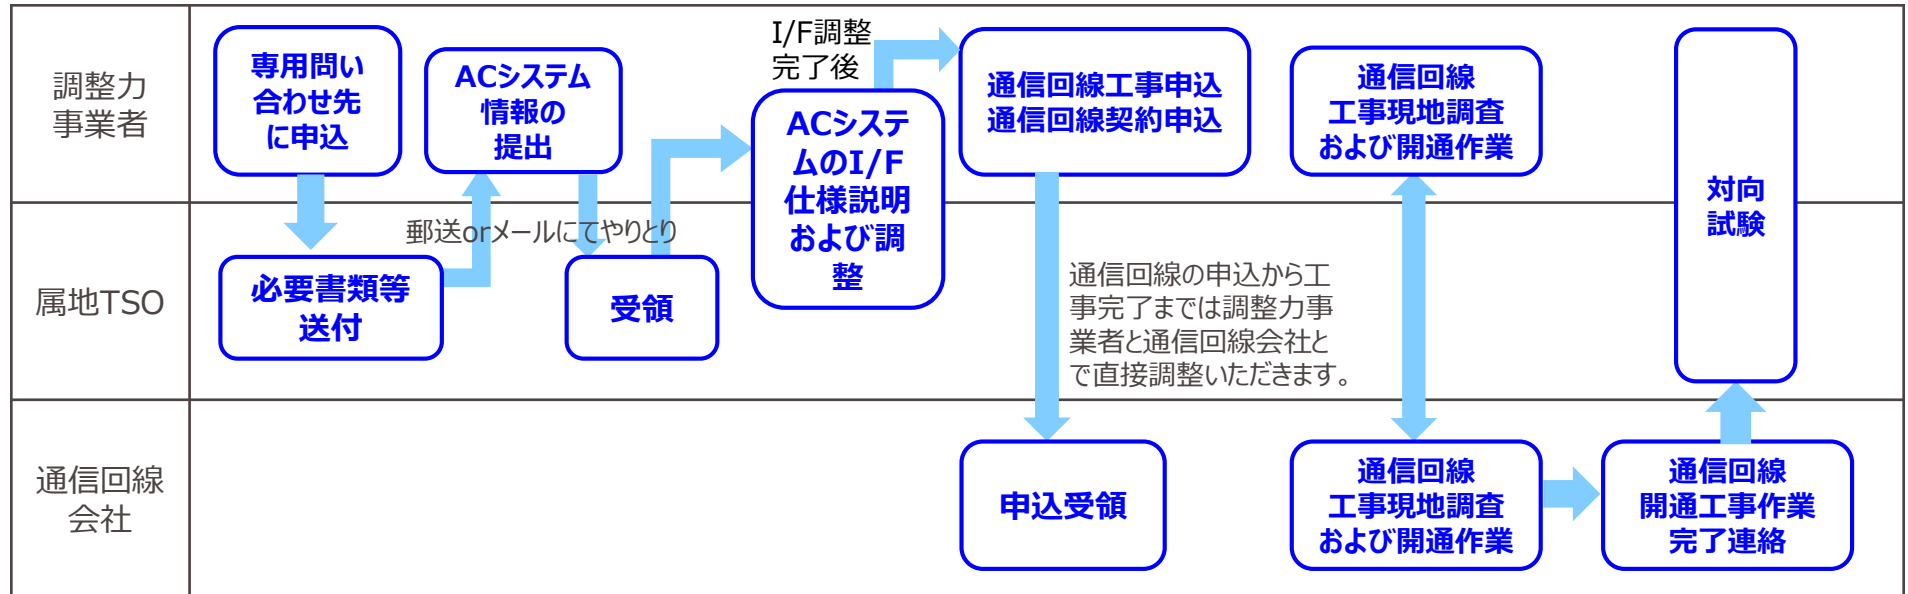 調整力
事業者
専用問い
合わせ先
に申込
ACシステム
情報の
提出
I/F調整
完了後
ACシステ
ムのI/F
仕様説明
および調
整
通信回線工事申込
通信回線契約申込
通信回線
工事現地調査
および開通作業
対向
試験
郵送orメールにてやりとり
属地TSO
必要書類等
送付
受領
通信回線の申込から工
事完了までは調整力事
業者と通信回線会社と
で直接調整いただきます。
通信回線
会社
申込受領
通信回線
工事現地調査
および開通作業
通信回線
開通工事作業
完了連絡